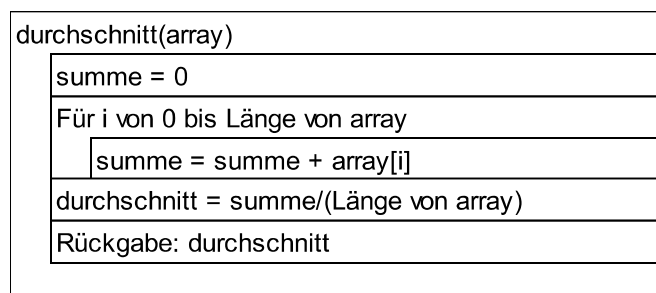 durchschnitt(array)
summe = 0
Für i von 0 bis Länge von array
summe = summe + array[i]
durchschnitt = summe/(Länge von array)
Rückgabe: durchschnitt